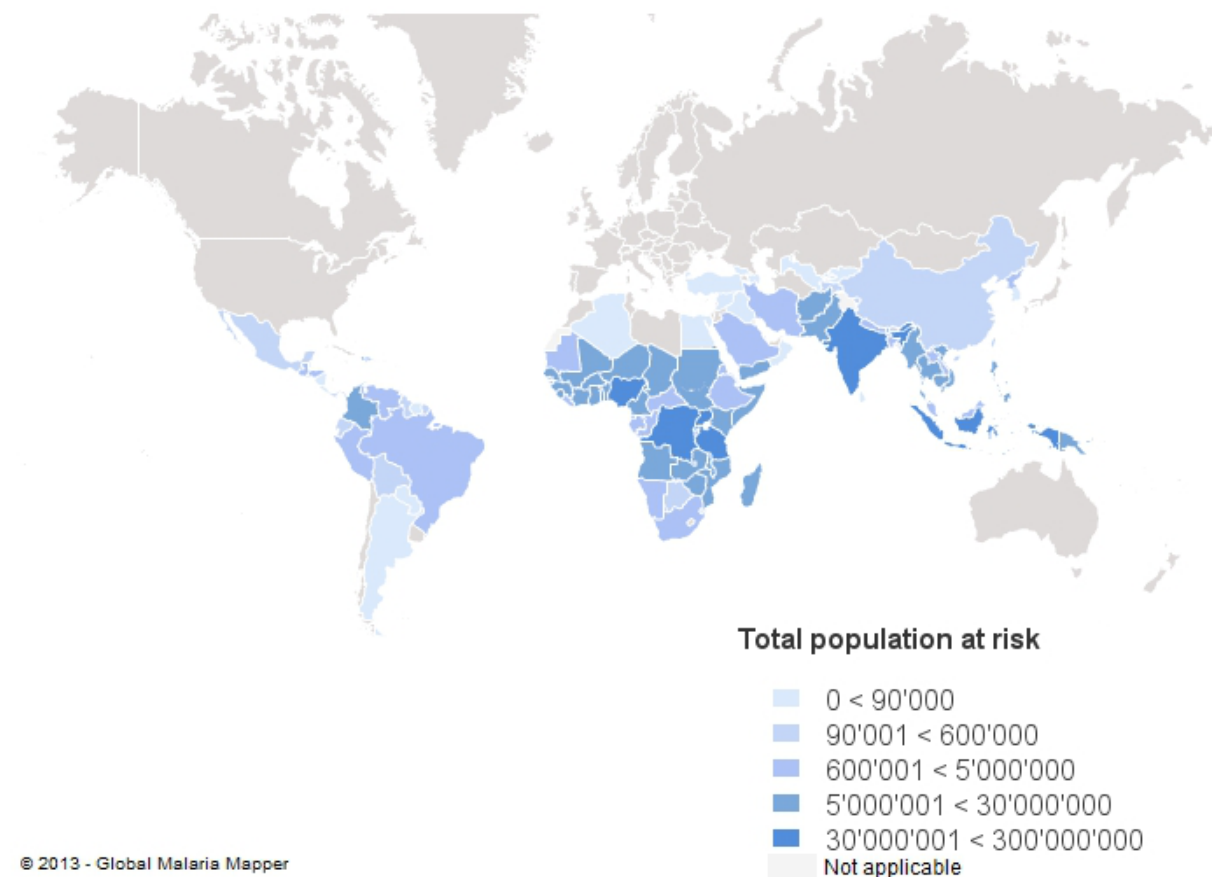 Total population at risk
0 < 90'000
90'001 < 600'000
600'001 < 5'000'000
5'000'001 < 30'000'000
30'000'001 < 300'000'000
Not applicable
© 2013 - Global Malaria Mapper